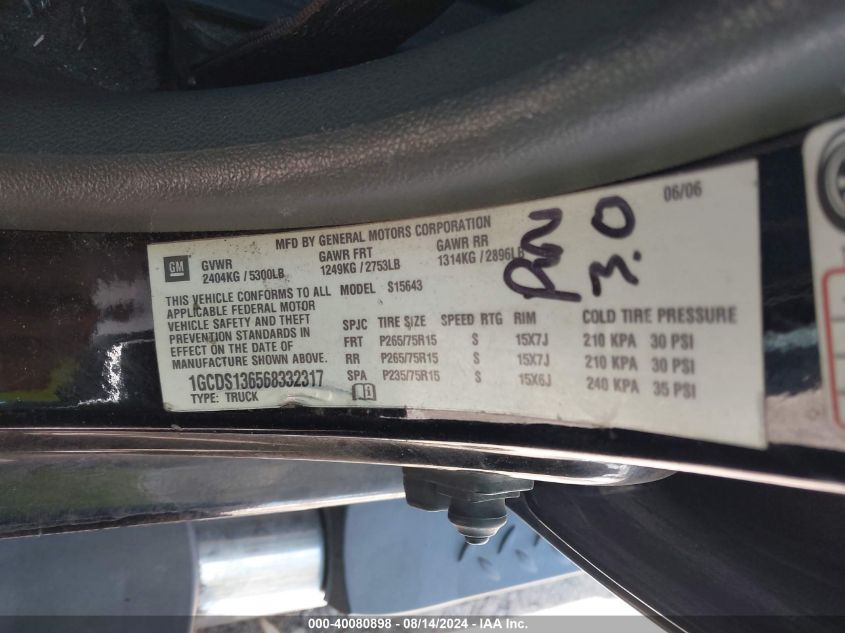 06/06
MFD BY GENERAL MOTORS CORPORATION
GM
GVWR GAWR FRT GAWR RR
2404KG / 5300LB 1249KG / 2753LB 1314KG / 2896LB
THIS VEHICLE CONFORMS TO ALL MODEL S15643
APPLICABLE FEDERAL MOTOR
VEHICLE SAFETY AND THEFT
PREVENTION STANDARDS IN
EFFECT ON THE DATE OF
MANUFACTURE SHOWN ABOVE.
1GCDS136568332317
TYPE: TRUCK
SPJC TIRE SIZE SPEED RTG RIM COLD TIRE PRESSURE
FRT P265/75R15 S 15X7J 210 KPA 30 PSI
RR P265/75R15 S 15X7J 210 KPA 30 PSI
SPA P235/75R15 S 15X6J 240 KPA 35 PSI
3.0
000-40080898 - 08/14/2024 - IAA Inc.